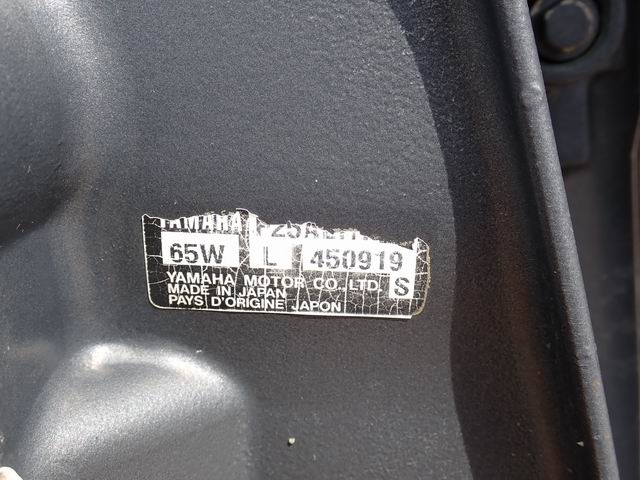 YAMAHA
65W L 450919
YAMAHA MOTOR CO.,LTD. S
MADE IN JAPAN
PAYS D'ORIGINE JAPON